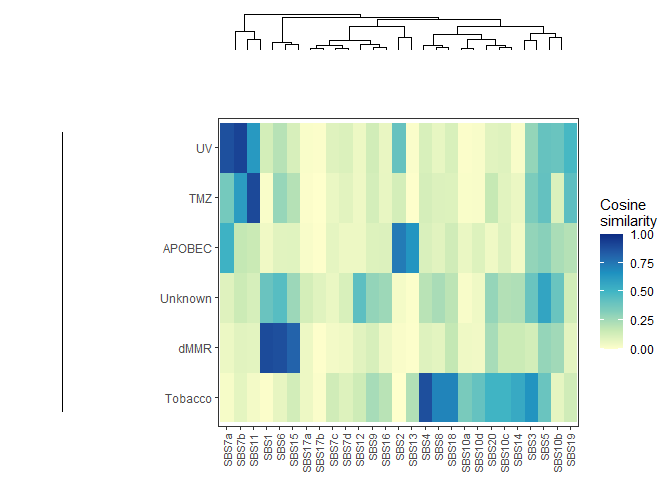 UV
TMZ
APOBEC
Unknown
dMMR
Tobacco
SBS7a
SBS7b
SBS11
SBS1
SBS6
SBS15
SBS17a
SBS17b
SBS7c
SBS7d
SBS12
SBS9
SBS16
SBS2
SBS13
SBS4
SBS8
SBS18
SBS10a
SBS10d
SBS20
SBS10c
SBS14
SBS3
SBS5
SBS10b
SBS19
Cosine
similarity
1.00
0.75
0.50
0.25
0.00